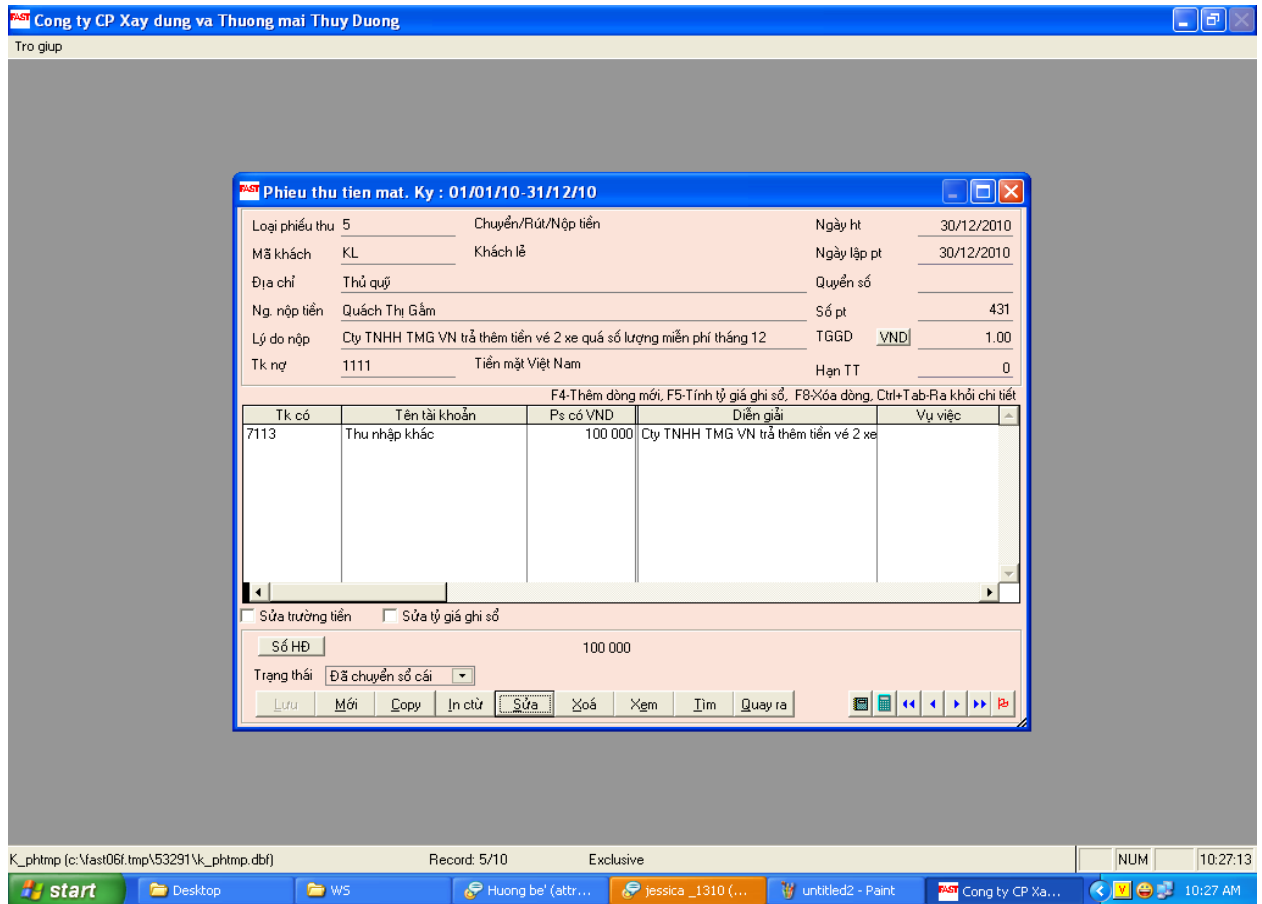 FAST Cong ty CP Xay dung va Thuong mai Thuy Duong
Tro giup
FAST Phieu thu tien mat. Ky : 01/01/10-31/12/10
Loại phiếu thu 5 Chuyển/Rút/Nộp tiền Ngày ht 30/12/2010
Mã khách KL Khách lẻ Ngày lập pt 30/12/2010
Địa chỉ Thủ quỹ Quyển số
Ng. nộp tiền Quách Thị Gấm Số pt 431
Lý do nộp Cty TNHH TMG VN trả thêm tiền vé 2 xe quá số lượng miễn phí tháng 12 TGGD VND 1.00
Tk nợ 1111 Tiền mặt Việt Nam Hạn TT 0
F4-Thêm dòng mới, F5-Tính tỷ giá ghi sổ, F8-Xóa dòng, Ctrl+Tab-Ra khỏi chi tiết
Tk có Tên tài khoản Ps có VND Diễn giải Vụ việc
7113 Thu nhập khác 100 000 Cty TNHH TMG VN trả thêm tiền vé 2 xe
Sửa trường tiền Sửa tỷ giá ghi sổ
Số HĐ 100 000
Trạng thái Đã chuyển sổ cái
Lưu Mới Copy In ctừ Sửa Xoá Xem Tìm Quay ra
K_phtmp (c:\fast06f.tmp\53291\k_phtmp.dbf) Record: 5/10 Exclusive NUM 10:27:13
start Desktop W5 Huong be' (attr... jessica _1310 (... untitled2 - Paint FAST Cong ty CP Xa... V 10:27 AM